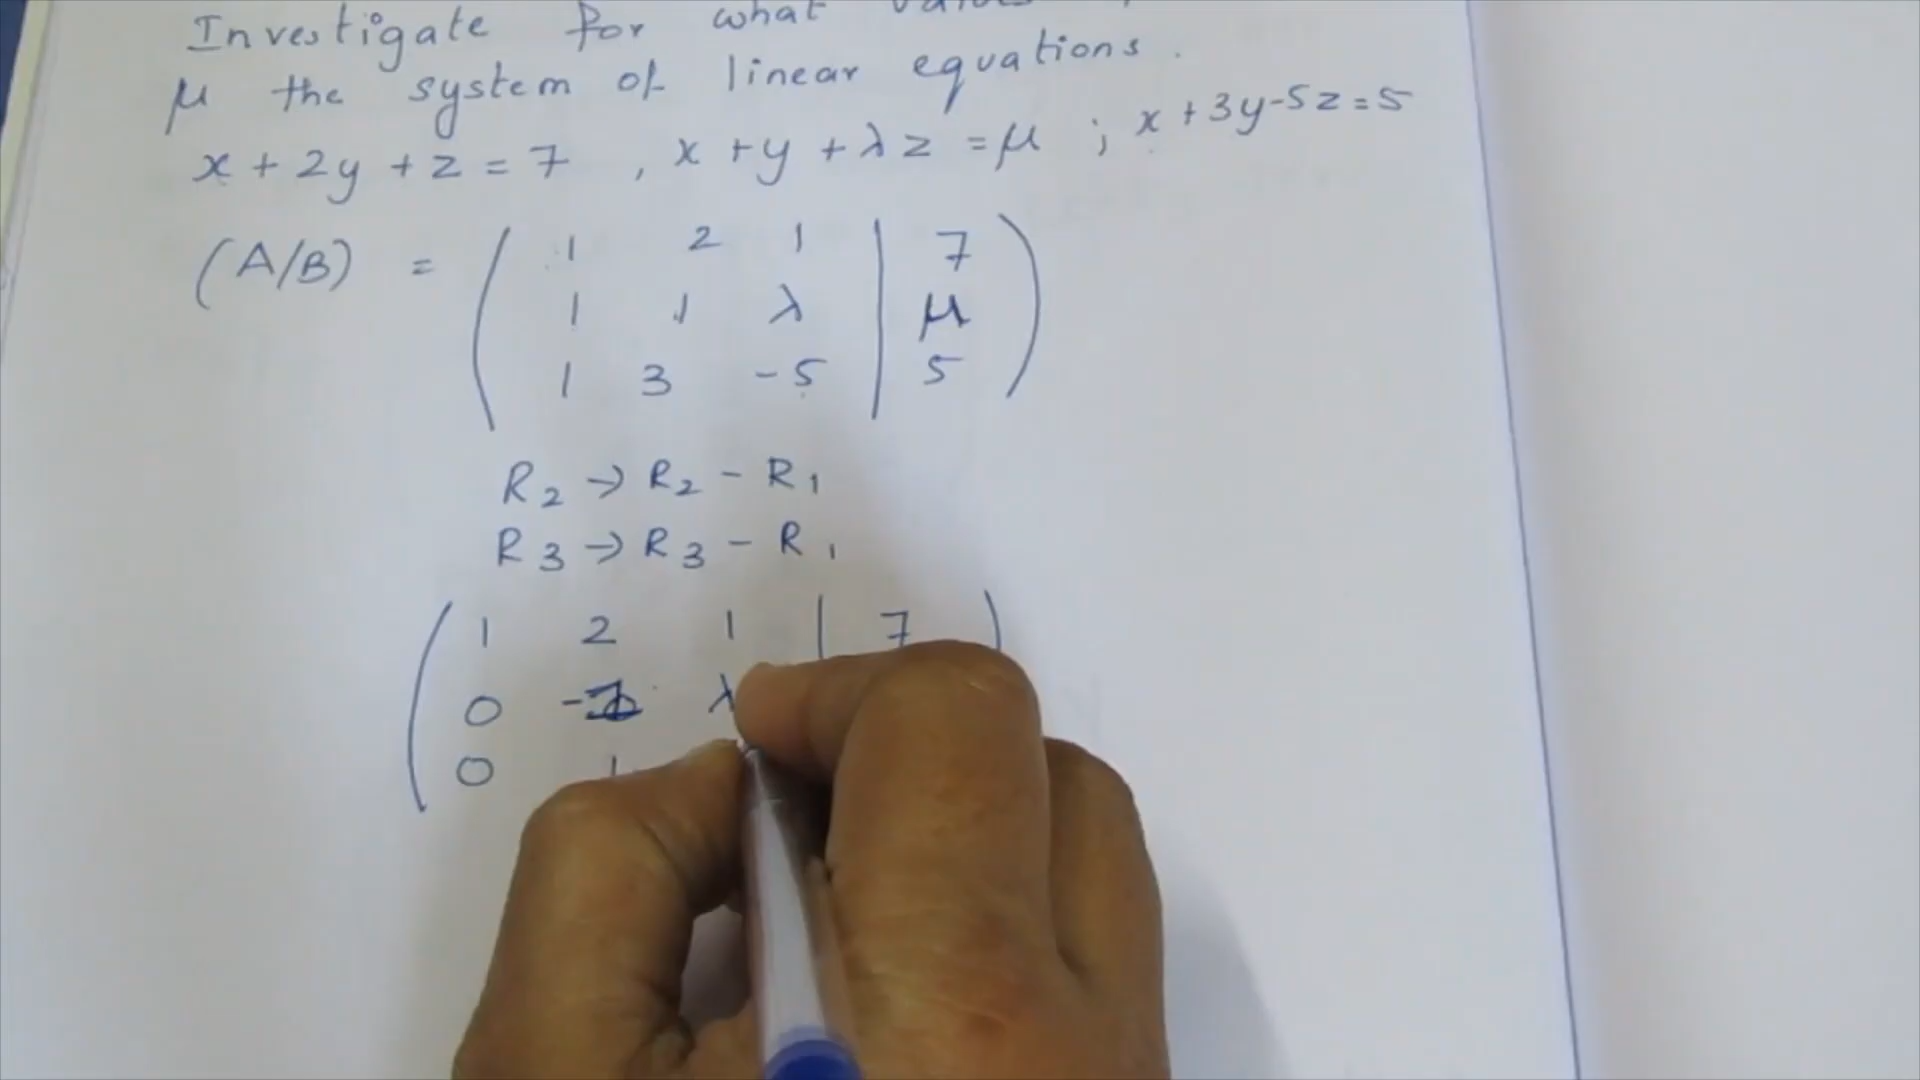 Investigate for what
μ the system of linear equations.
x + 2y + z = 7 , x + y + λz = μ ; x + 3y - 5z = 5
(A/B) = ( 1 2 1 | 7 )
1 1 λ | μ
1 3 -5 | 5
R2 → R2 - R1
R3 → R3 - R1
( 1 2 1 | 7 )
0 -1 λ
0 1